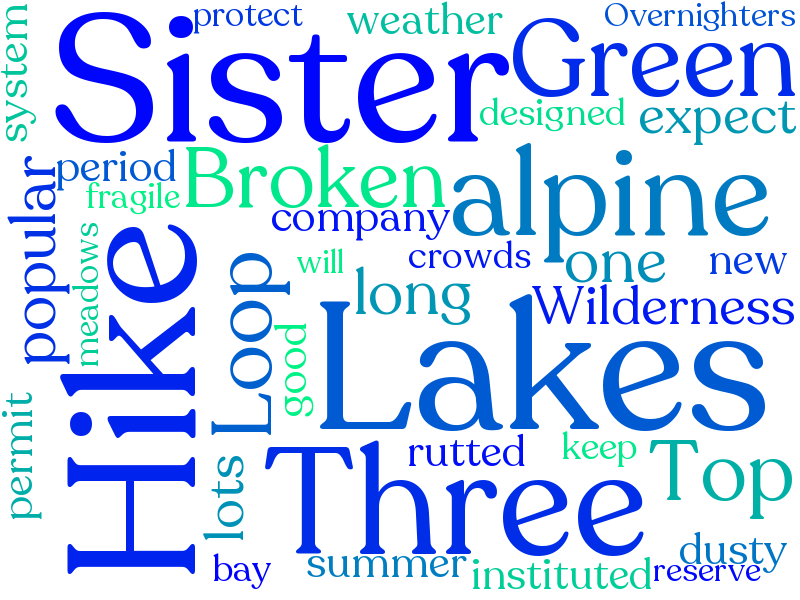 protect
weather
Overnighters
system
Sister
Green
designed
expect
period
popular
Broken
alpine
fragile
company
meadows
Hike
will
crowds
one
new
Loop
long
Wilderness
good
Lakes
permit
lots
Three
rutted
keep
Top
bay
summer
instituted
dusty
reserve